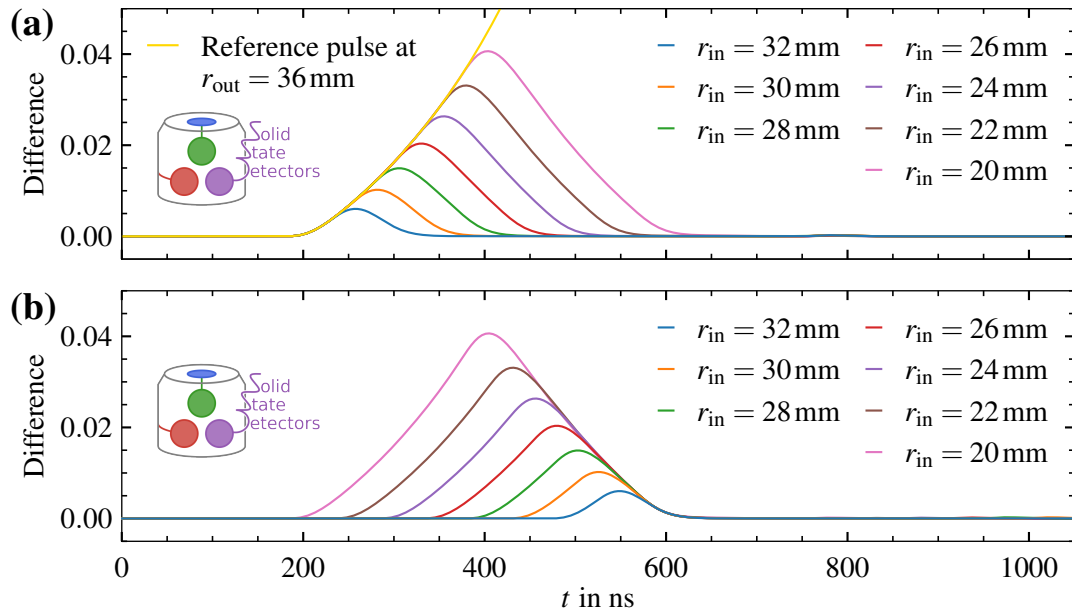 (a)
Difference
0.04
0.02
0.00
Reference pulse at
r_out = 36 mm
r_in = 32 mm
r_in = 30 mm
r_in = 28 mm
r_in = 26 mm
r_in = 24 mm
r_in = 22 mm
r_in = 20 mm
Solid
State
Detectors
(b)
Difference
0.04
0.02
0.00
r_in = 32 mm
r_in = 30 mm
r_in = 28 mm
r_in = 26 mm
r_in = 24 mm
r_in = 22 mm
r_in = 20 mm
Solid
State
Detectors
0 200 400 600 800 1000
t in ns